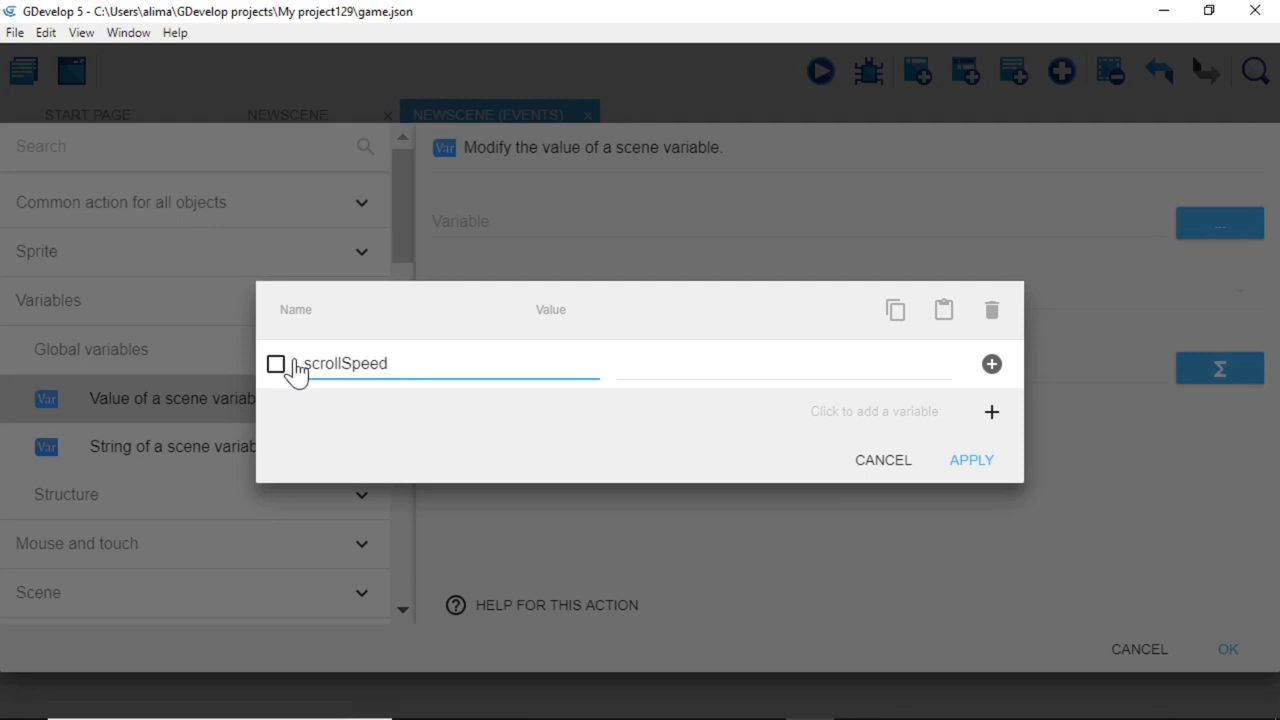 GDevelop 5 - C:\Users\alima\GDevelop projects\My project129\game.json
File Edit View Window Help
START PAGE NEWSCENE × NEWSCENE (EVENTS) ×
Search
Var Modify the value of a scene variable.
Common action for all objects
Variable
...
Sprite
Variables
Name Value
Global variables
scrollSpeed
Σ
Var Value of a scene variab
Click to add a variable:
Var String of a scene variab
CANCEL APPLY
Structure
Mouse and touch
Scene
? HELP FOR THIS ACTION
CANCEL OK